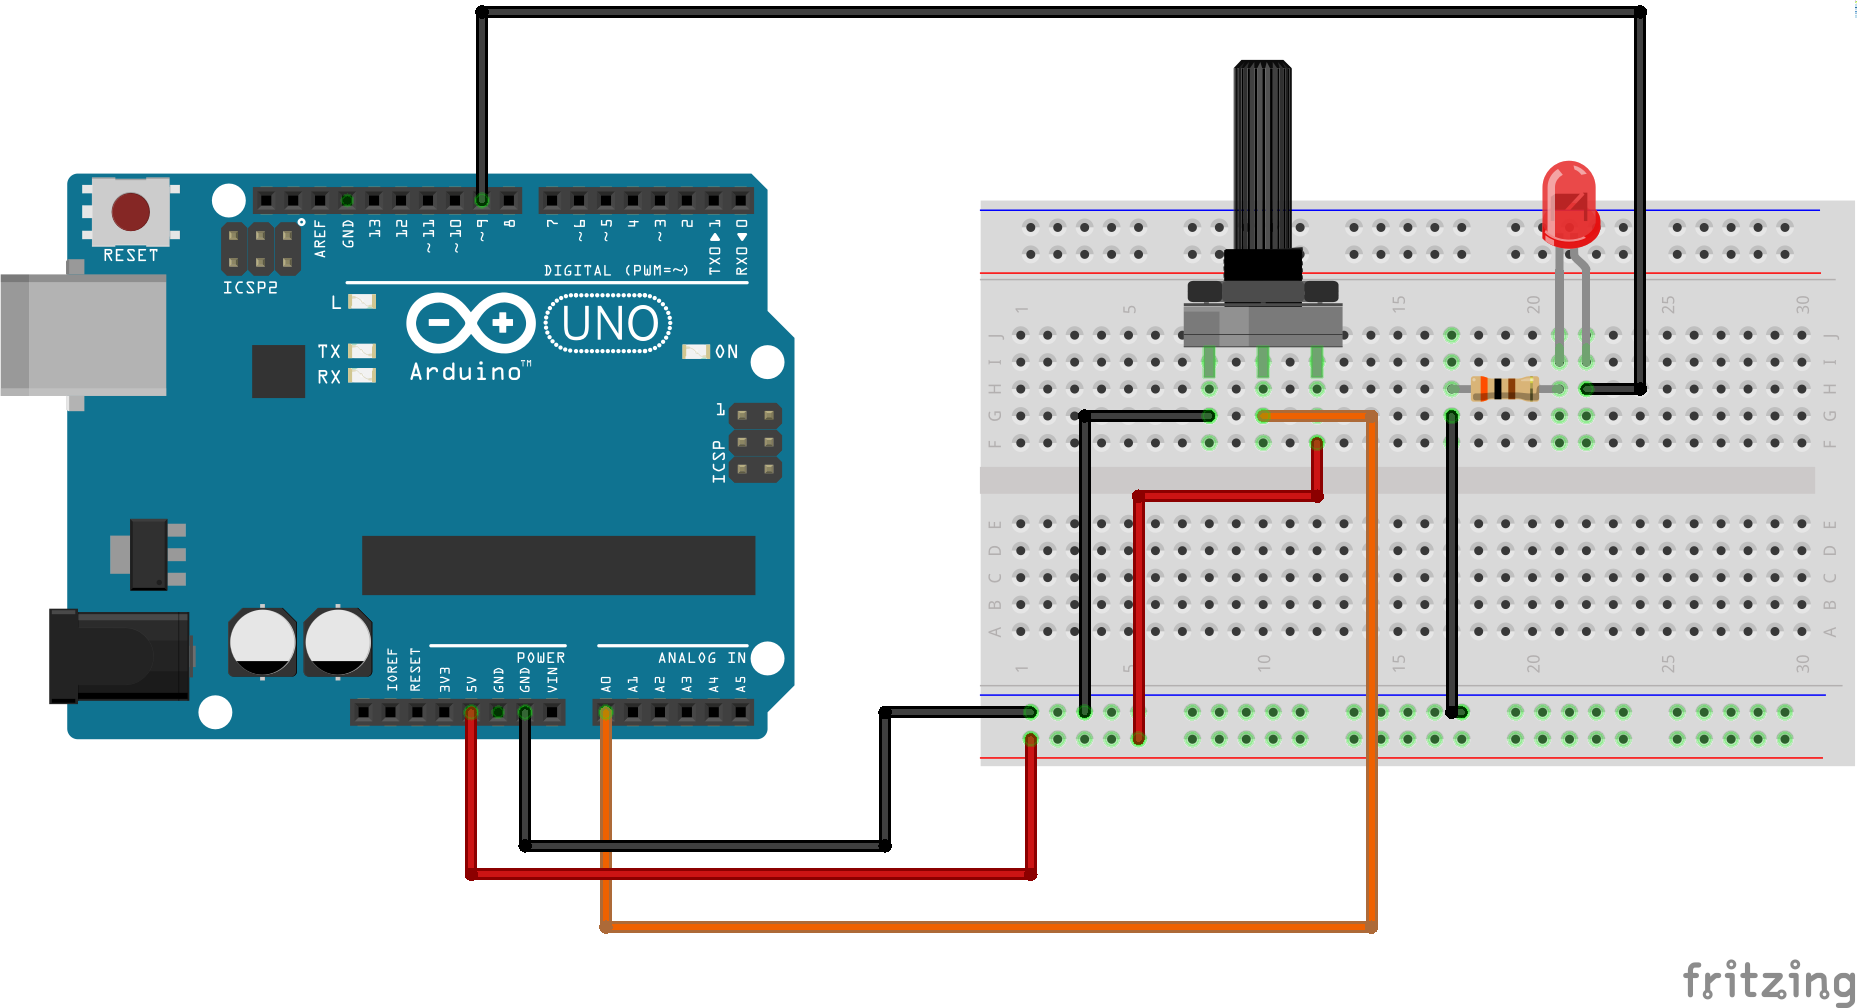 RESET
ICSP2
AREF
GND
13
12
~11
~10
~9
8
7
~6
~5
4
~3
2
TX0▶1
RX0◀0
DIGITAL (PWM=~)
L
TX
RX
UNO
Arduino™
ON
1
ICSP
IOREF
RESET
3V3
5V
GND
GND
VIN
POWER
A0
A1
A2
A3
A4
A5
ANALOG IN
1 5 15 20 25 30
J J
I I
H H
G G
F F
E E
D D
C C
B B
A A
1 5 10 15 20 25 30
fritzing